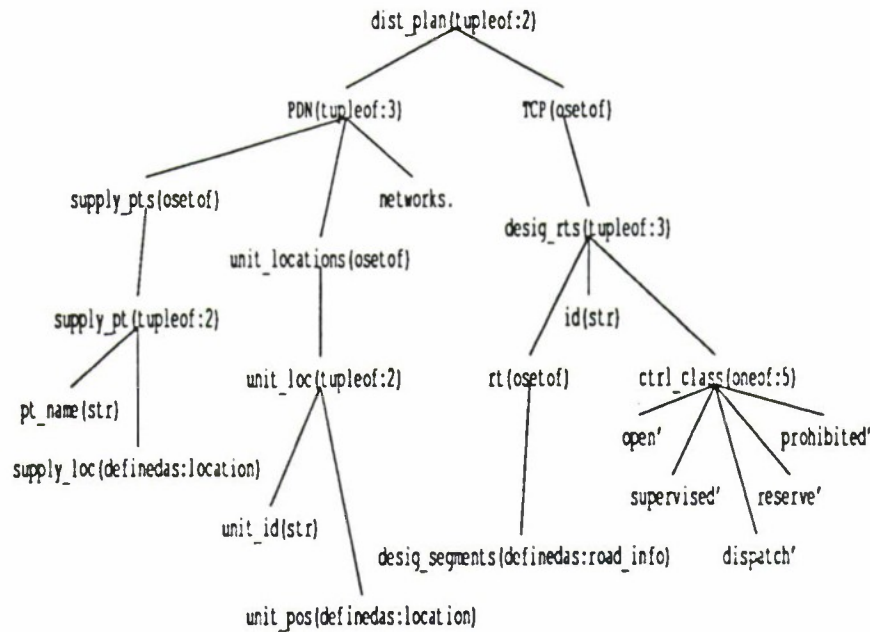 dist_plan(tupleof:2)
PDN(tupleof:3)
TCP(osetof)
supply_pts(osetof)
networks.
desig_rts(tupleof:3)
unit_locations(osetof)
supply_pt(tupleof:2)
id(str)
unit_loc(tupleof:2)
rt(osetof)
ctrl_class(oneof:5)
pt_name(str)
open'
prohibited'
supply_loc(definedas:location)
supervised'
reserve'
unit_id(str)
desig_segments(definedas:road_info)
dispatch'
unit_pos(definedas:location)